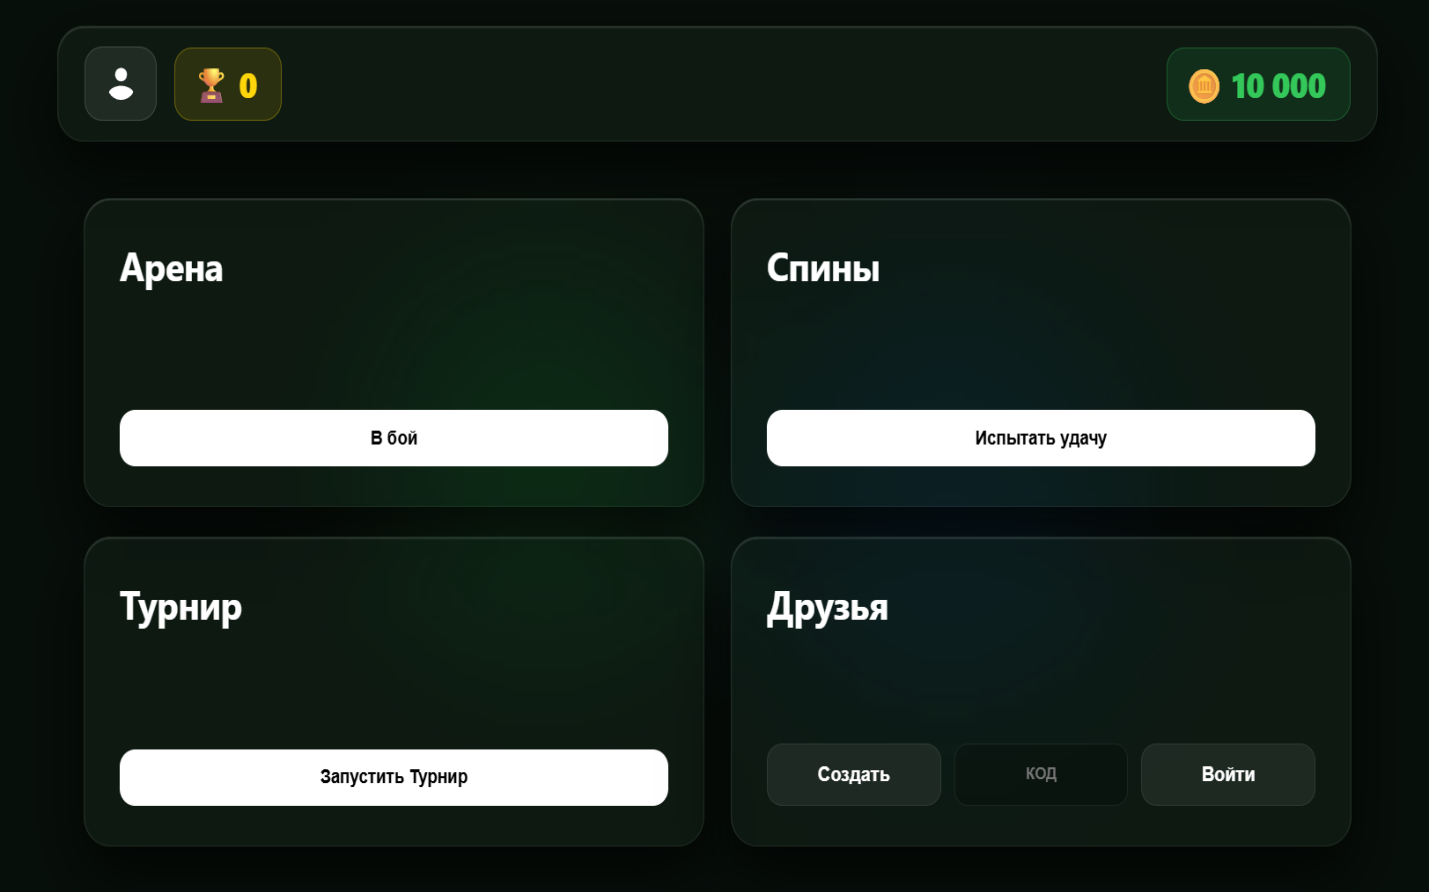 0
10 000
Арена
Спины
В бой
Испытать удачу
Турнир
Друзья
Запустить Турнир
Создать
КОД
Войти